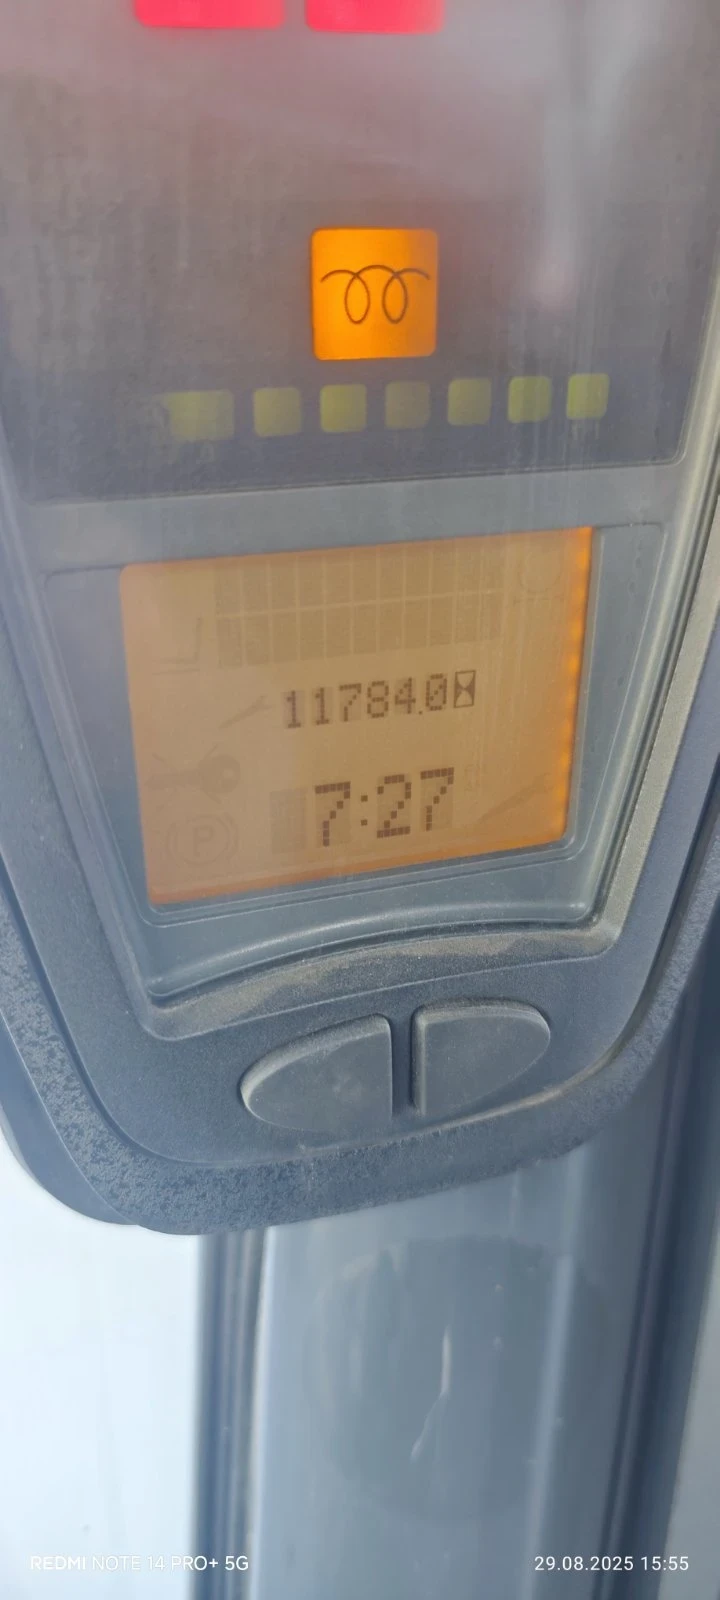 11784.0
7:27
P
REDMI NOTE 14 PRO+ 5G
29.08.2025 15:55